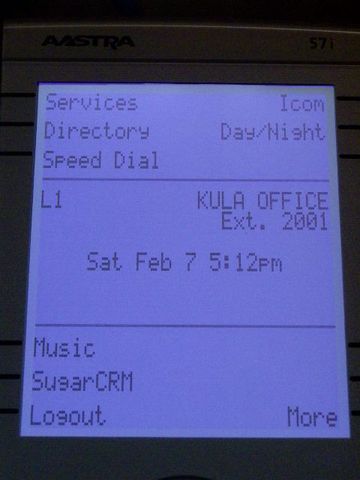 AASTRA 57i
Services Icom
Directory Day/Night
Speed Dial
L1 KULA OFFICE
Ext. 2001
Sat Feb 7 5:12pm
Music
SugarCRM
Logout More